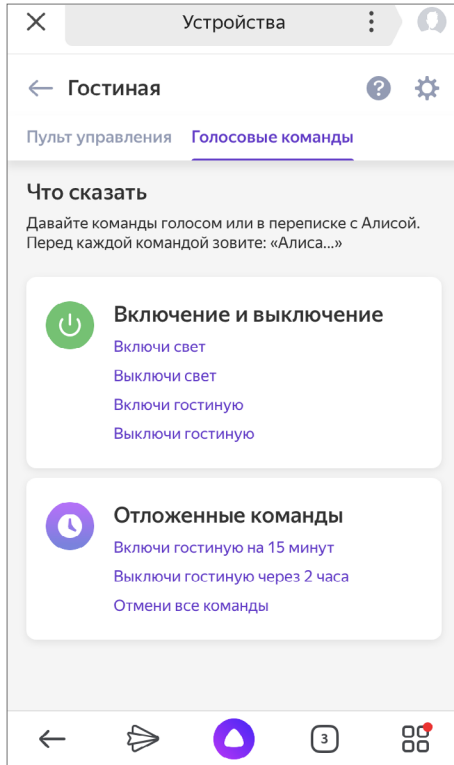 Устройства
Гостиная
?
Пульт управления Голосовые команды
Что сказать
Давайте команды голосом или в переписке с Алисой.
Перед каждой командой зовите: «Алиса...»
Включение и выключение
Включи свет
Выключи свет
Включи гостиную
Выключи гостиную
Отложенные команды
Включи гостиную на 15 минут
Выключи гостиную через 2 часа
Отмени все команды
3